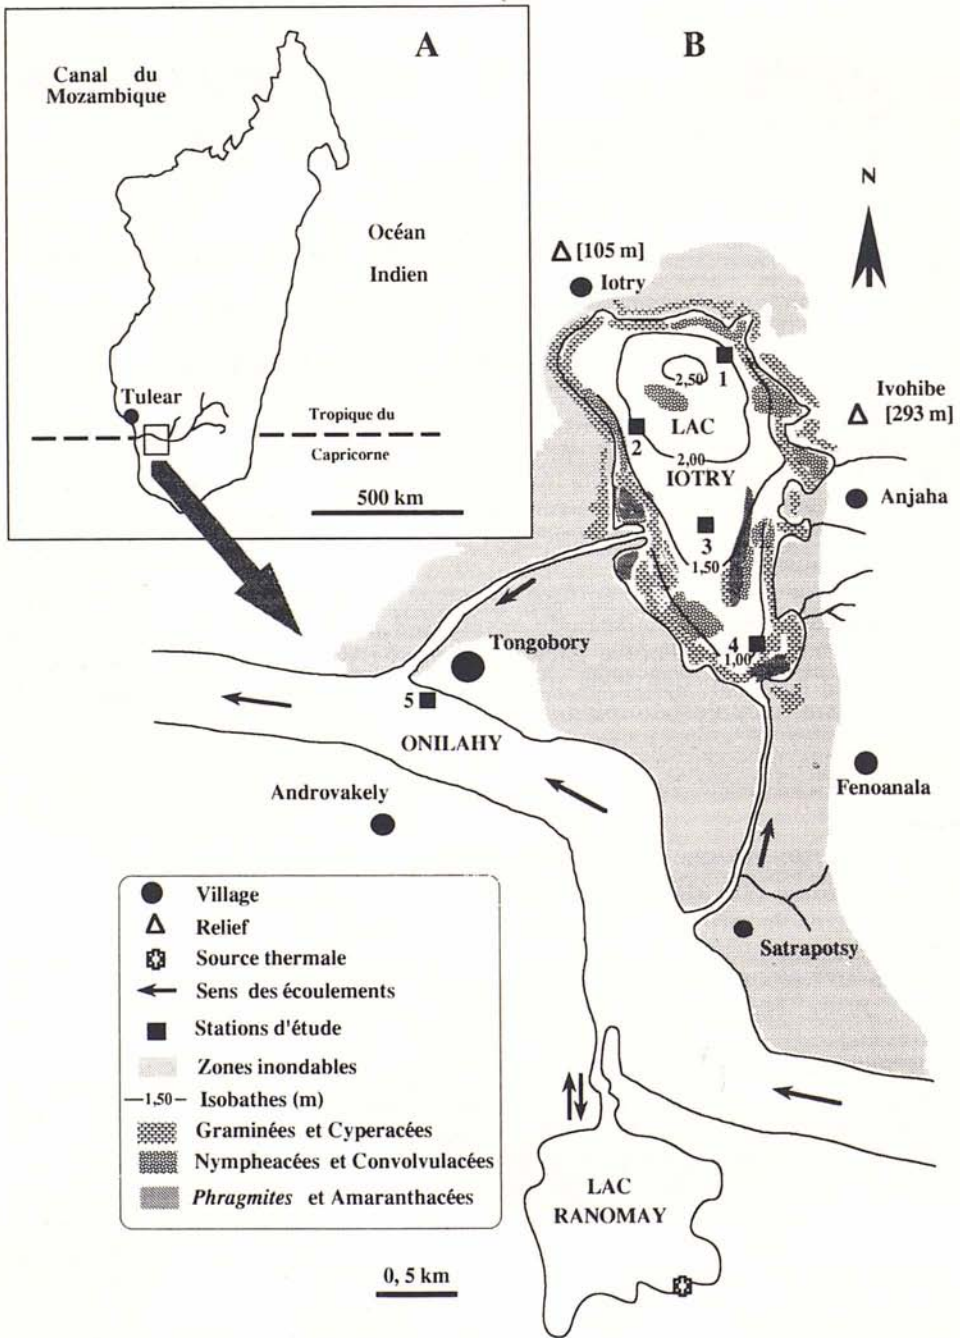 A
Canal du
Mozambique
Océan
Indien
Tulear
Tropique du
Capricorne
500 km
B
N
[105 m]
Iotry
1
2,50
Ivohibe
[293 m]
LAC
2
2,00
IOTRY
Anjaha
3
1,50
4
1,00
Tongobory
5
ONILAHY
Androvakely
Fenoanala
Satrapotsy
Village
Relief
Source thermale
Sens des écoulements
Stations d'étude
Zones inondables
1,50 Isobathes (m)
Graminées et Cyperacées
Nympheacées et Convolvulacées
Phragmites et Amaranthacées
LAC
RANOMAY
0, 5 km